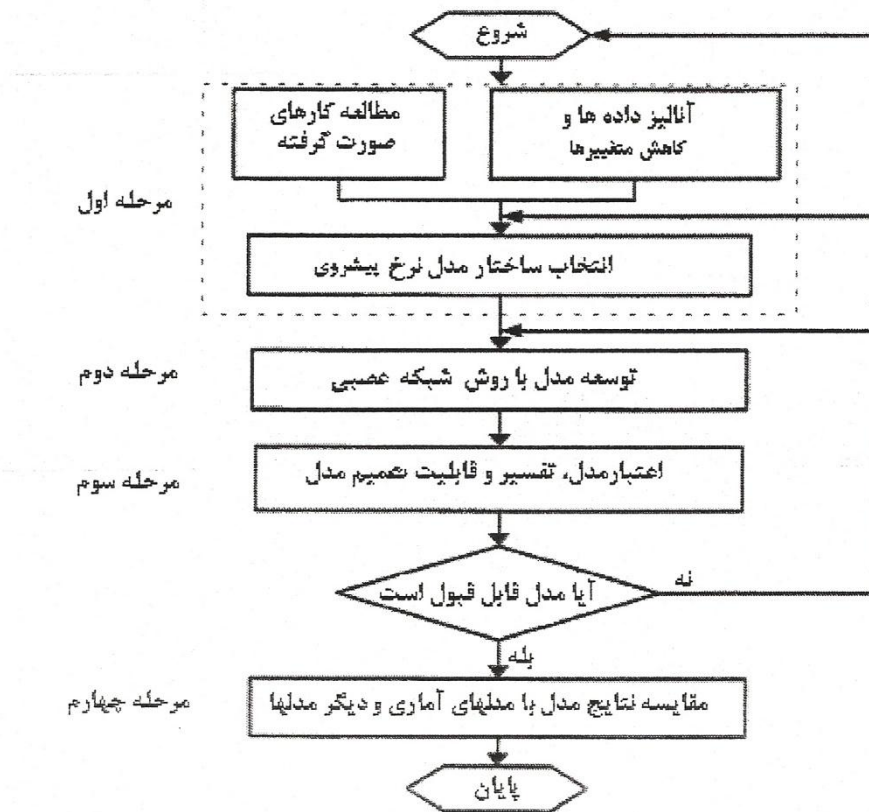 شروع
آنالیز داده ها و
کاهش متغییرها
مطالعه کارهای
صورت گرفته
مرحله اول
انتخاب ساختار مدل نرخ پیشروی
توسعه مدل با روش شبکه عصبی
مرحله دوم
اعتبارمدل، تفسیر و قابلیت تعمیم مدل
مرحله سوم
آیا مدل قابل قبول است
نه
بله
مقایسه نتایج مدل با مدلهای آماری و دیگر مدلها
مرحله چهارم
پایان